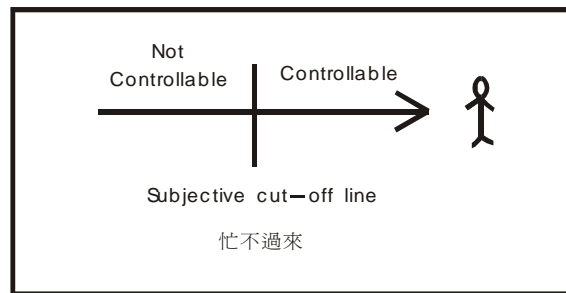 Not
Controllable
Controllable
Subjective cut—off line
忙不過來